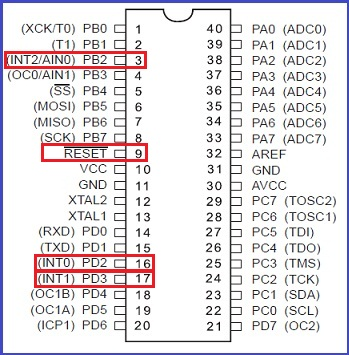 (XCK/T0) PB0 1 40 PA0 (ADC0)
(T1) PB1 2 39 PA1 (ADC1)
(INT2/AIN0) PB2 3 38 PA2 (ADC2)
(OC0/AIN1) PB3 4 37 PA3 (ADC3)
(SS) PB4 5 36 PA4 (ADC4)
(MOSI) PB5 6 35 PA5 (ADC5)
(MISO) PB6 7 34 PA6 (ADC6)
(SCK) PB7 8 33 PA7 (ADC7)
RESET 9 32 AREF
VCC 10 31 GND
GND 11 30 AVCC
XTAL2 12 29 PC7 (TOSC2)
XTAL1 13 28 PC6 (TOSC1)
(RXD) PD0 14 27 PC5 (TDI)
(TXD) PD1 15 26 PC4 (TDO)
(INT0) PD2 16 25 PC3 (TMS)
(INT1) PD3 17 24 PC2 (TCK)
(OC1B) PD4 18 23 PC1 (SDA)
(OC1A) PD5 19 22 PC0 (SCL)
(ICP1) PD6 20 21 PD7 (OC2)